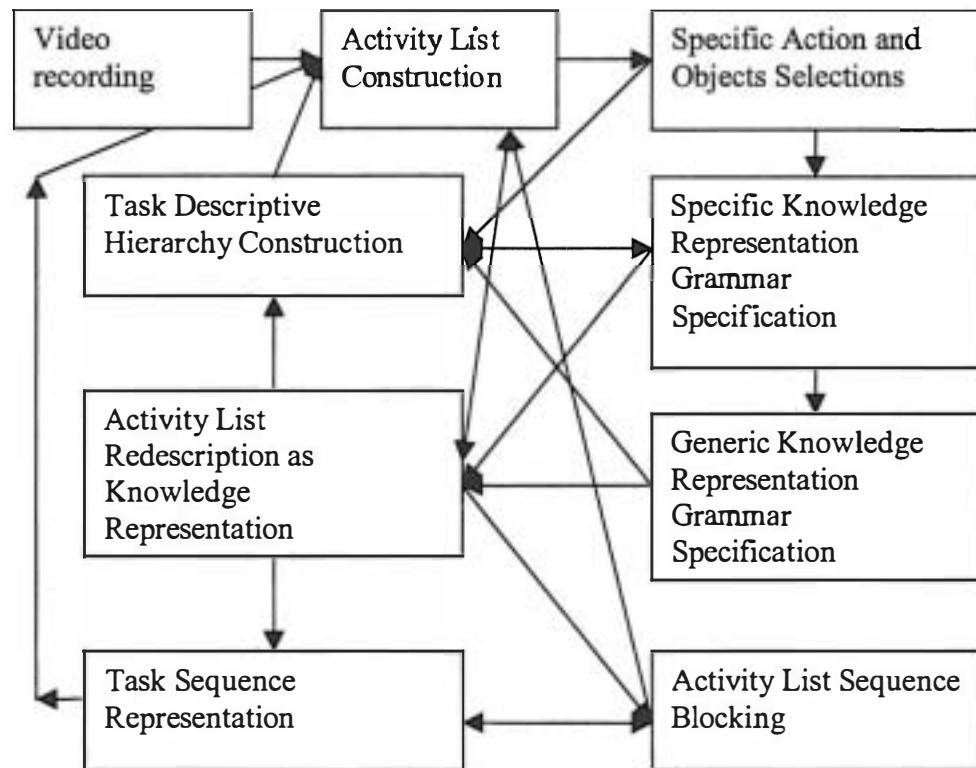 Video
recording
Activity List
Construction
Specific Action and
Objects Selections
Task Descriptive
Hierarchy Construction
Specific Knowledge
Representation
Grammar
Specification
Activity List
Redescription as
Knowledge
Representation
Generic Knowledge
Representation
Grammar
Specification
Task Sequence
Representation
Activity List Sequence
Blocking